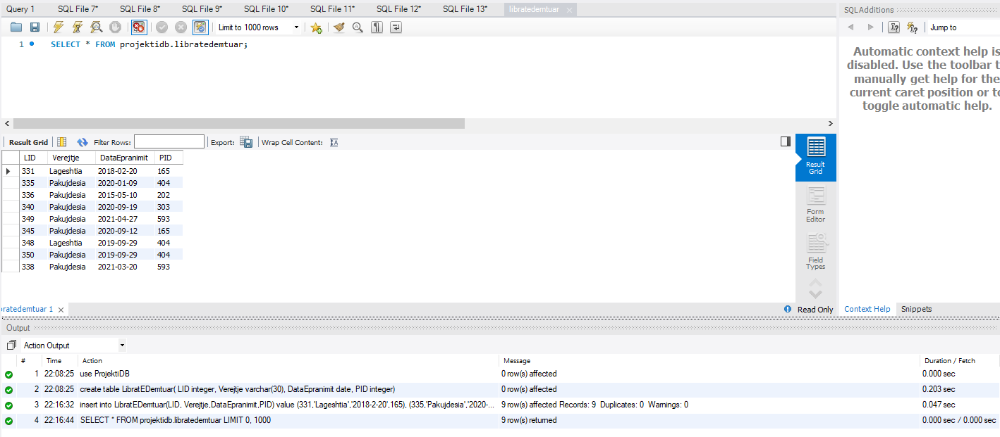 Query 1 SQL File 7* SQL File 8* SQL File 9* SQL File 10* SQL File 11* SQL File 12* SQL File 13* libratedemtuar
Limit to 1000 rows
1 SELECT * FROM projektidb.libratedemtuar;
SQLAdditions
Jump to
Automatic context help is
disabled. Use the toolbar t
manually get help for the
current caret position or to
toggle automatic help.
Result Grid Filter Rows: Export: Wrap Cell Content:
LID Verejtje DataEpranimit PID
331 Lageshtia 2018-02-20 165
335 Pakujdesia 2020-01-09 404
336 Pakujdesia 2015-05-10 202
340 Pakujdesia 2020-09-19 303
349 Pakujdesia 2021-04-27 593
345 Pakujdesia 2020-09-12 165
348 Lageshtia 2019-09-29 404
350 Pakujdesia 2019-09-29 404
338 Pakujdesia 2021-03-20 593
Result
Grid
Form
Editor
Field
Types
bratedemtuar 1 Read Only
Context Help Snippets
Output
Action Output
# Time Action Message Duration / Fetch
1 22:08:25 use ProjektiDB 0 row(s) affected 0.000 sec
2 22:08:25 create table LibratEDemtuar( LID integer, Verejtje varchar(30), DataEpranimit date, PID integer) 0 row(s) affected 0.203 sec
3 22:16:32 insert into LibratEDemtuar(LID, Verejtje,DataEpranimit,PID) value (331,'Lageshtia','2018-2-20',165), (335,'Pakujdesia','2020-... 9 row(s) affected Records: 9 Duplicates: 0 Warnings: 0 0.047 sec
4 22:16:44 SELECT * FROM projektidb.libratedemtuar LIMIT 0, 1000 9 row(s) returned 0.000 sec / 0.000 sec